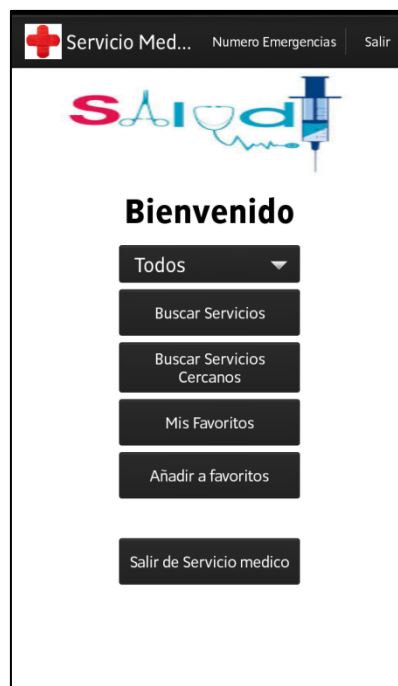 Servicio Med... Numero Emergencias Salir
Salud
Bienvenido
Todos
Buscar Servicios
Buscar Servicios
Cercanos
Mis Favoritos
Añadir a favoritos
Salir de Servicio medico